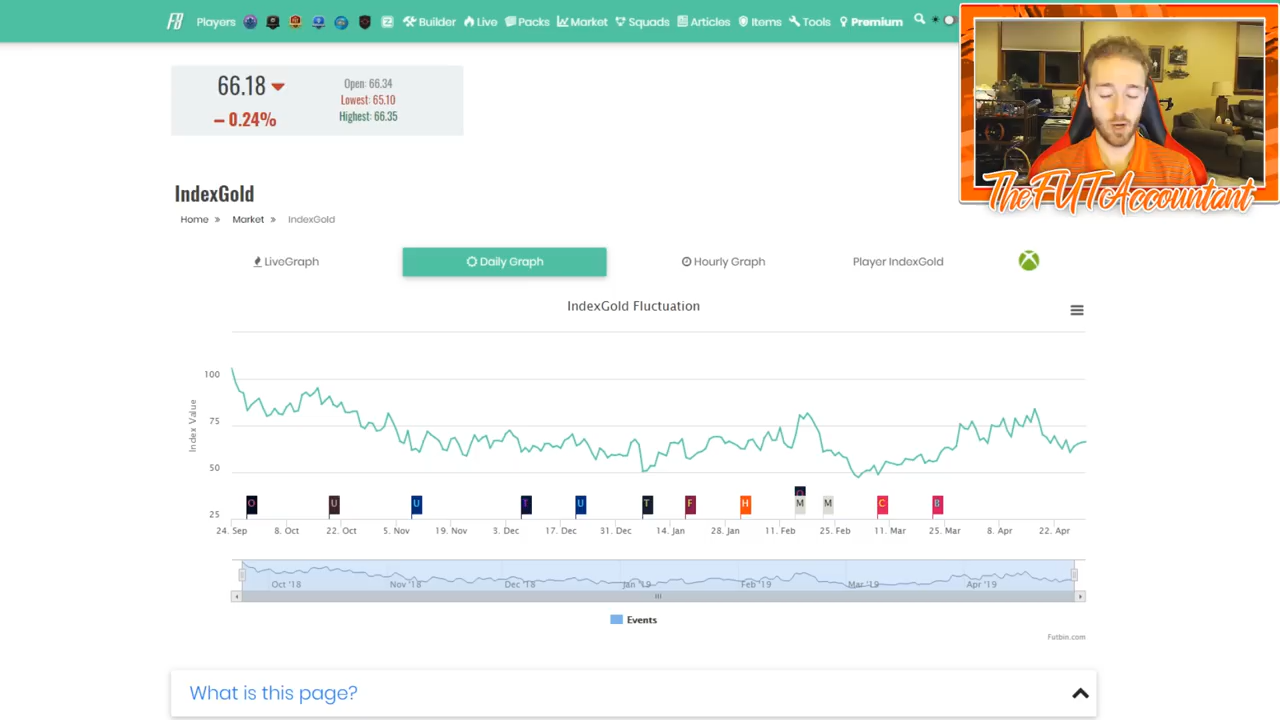 F8 Players Builder Live Packs Market Squads Articles Items Tools Premium
66.18
– 0.24%
Open: 66.34
Lowest: 65.10
Highest: 66.35
TheFUTAccountant
IndexGold
Home » Market » IndexGold
LiveGraph Daily Graph Hourly Graph Player IndexGold
IndexGold Fluctuation
Index Value
100
75
50
25
O U U T U T F H M M C B
24. Sep 8. Oct 22. Oct 5. Nov 19. Nov 3. Dec 17. Dec 31. Dec 14. Jan 28. Jan 11. Feb 25. Feb 11. Mar 25. Mar 8. Apr 22. Apr
Oct '18 Nov '18 Dec '18 Jan '19 Feb '19 Mar '19 Apr '19
Events
Futbin.com
What is this page?